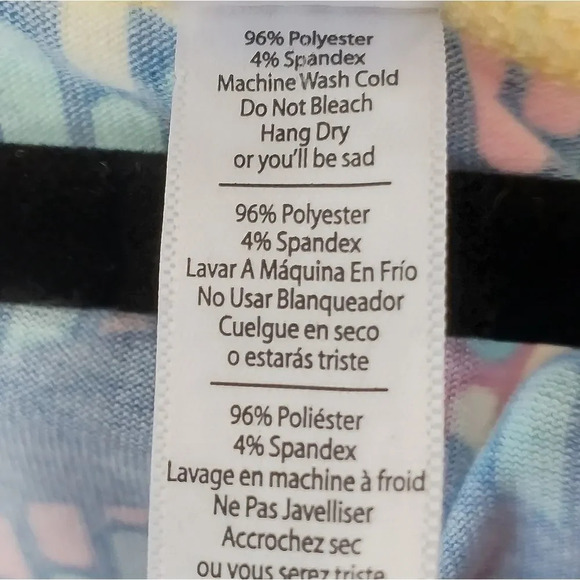 96% Polyester
4% Spandex
Machine Wash Cold
Do Not Bleach
Hang Dry
or you'll be sad
96% Polyester
4% Spandex
Lavar A Máquina En Frío
No Usar Blanqueador
Cuelgue en seco
o estarás triste
96% Poliéster
4% Spandex
Lavage en machine à froid
Ne Pas Javelliser
Accrochez sec
ou vous serez triste